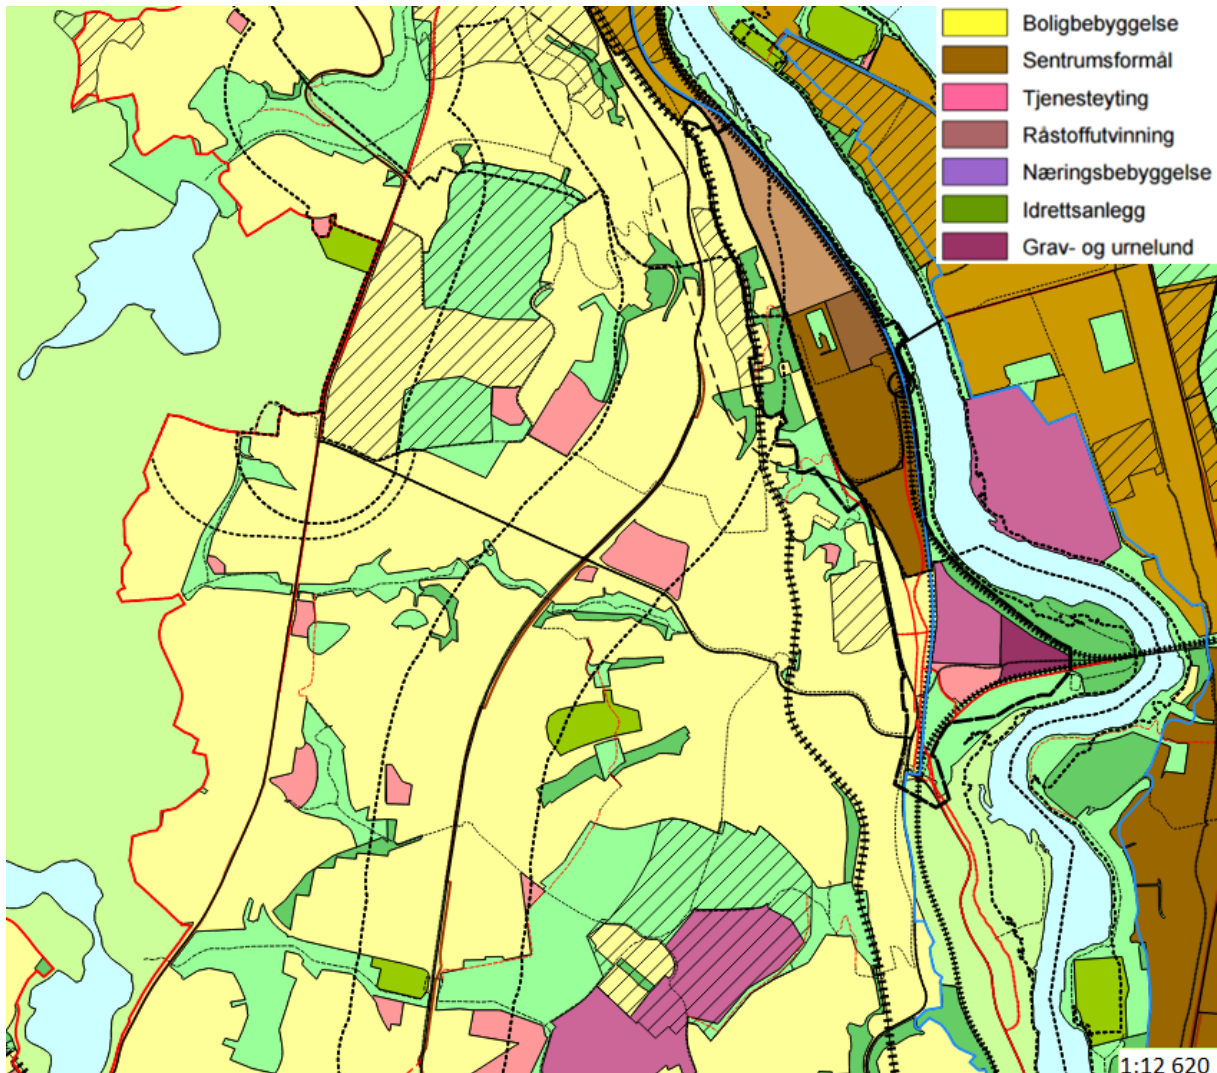 Boligbebyggelse
Sentrumsformål
Tjenesteyting
Råstoffutvinning
Næringsbebyggelse
Idrettsanlegg
Grav- og urnelund
1:12 620